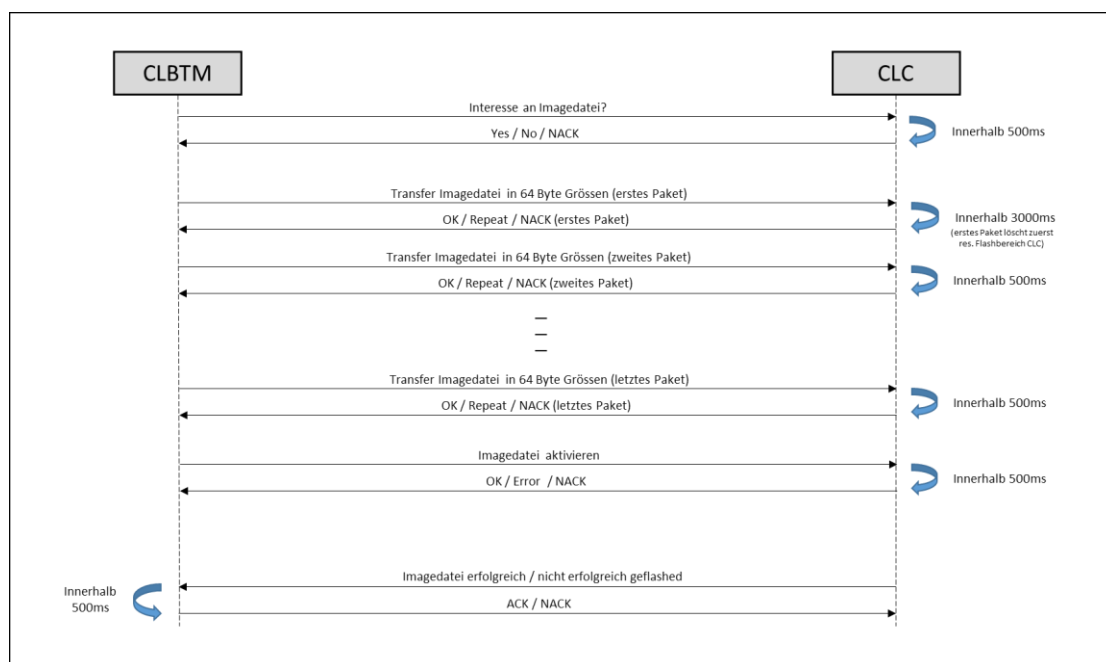 CLBTM
CLC
Interesse an Imagedatei?
Yes / No / NACK
Innerhalb 500ms
Transfer Imagedatei in 64 Byte Grössen (erstes Paket)
OK / Repeat / NACK (erstes Paket)
Innerhalb 3000ms
(erstes Paket löscht zuerst
res. Flashbereich CLC)
Transfer Imagedatei in 64 Byte Grössen (zweites Paket)
OK / Repeat / NACK (zweites Paket)
Innerhalb 500ms
Transfer Imagedatei in 64 Byte Grössen (letztes Paket)
OK / Repeat / NACK (letztes Paket)
Innerhalb 500ms
Imagedatei aktivieren
OK / Error / NACK
Innerhalb 500ms
Imagedatei erfolgreich / nicht erfolgreich geflashed
ACK / NACK
Innerhalb
500ms